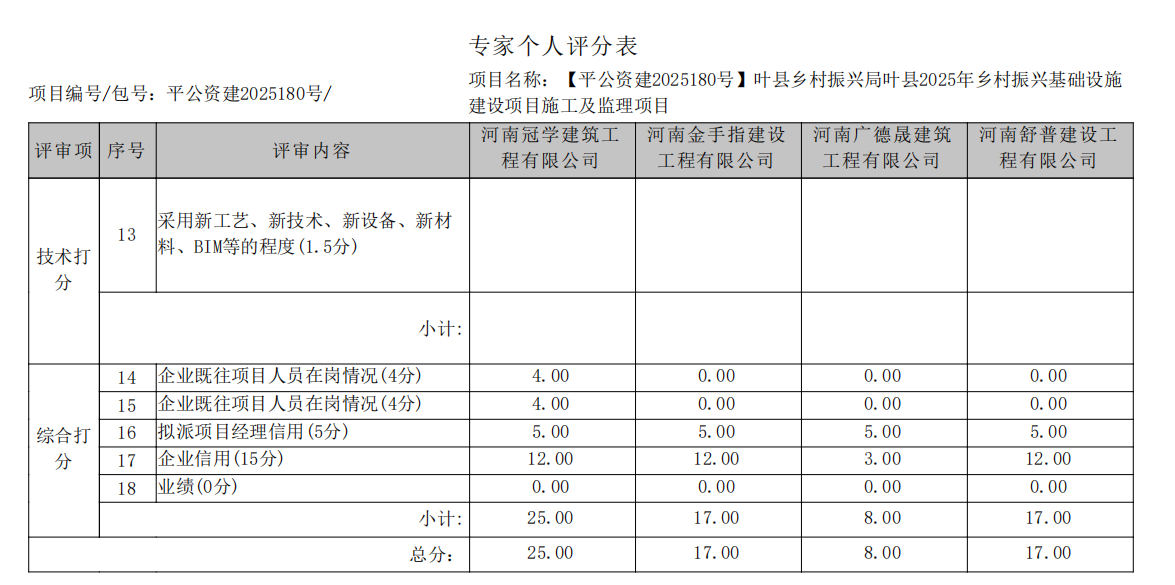 专家个人评分表
项目编号/包号：平公资建2025180号/
项目名称：【平公资建2025180号】叶县乡村振兴局叶县2025年乡村振兴基础设施
建设项目施工及监理项目
评审项 序号 评审内容 河南冠学建筑工 河南金手指建设 河南广德晟建筑 河南舒普建设工
程有限公司 工程有限公司 工程有限公司 程有限公司
技术打
分
13
采用新工艺、新技术、新设备、新材
料、BIM等的程度(1.5分)
小计:
综合打
分
14 企业既往项目人员在岗情况(4分) 4.00 0.00 0.00 0.00
15 企业既往项目人员在岗情况(4分) 4.00 0.00 0.00 0.00
16 拟派项目经理信用(5分) 5.00 5.00 5.00 5.00
17 企业信用(15分) 12.00 12.00 3.00 12.00
18 业绩(0分) 0.00 0.00 0.00 0.00
小计: 25.00 17.00 8.00 17.00
总分: 25.00 17.00 8.00 17.00